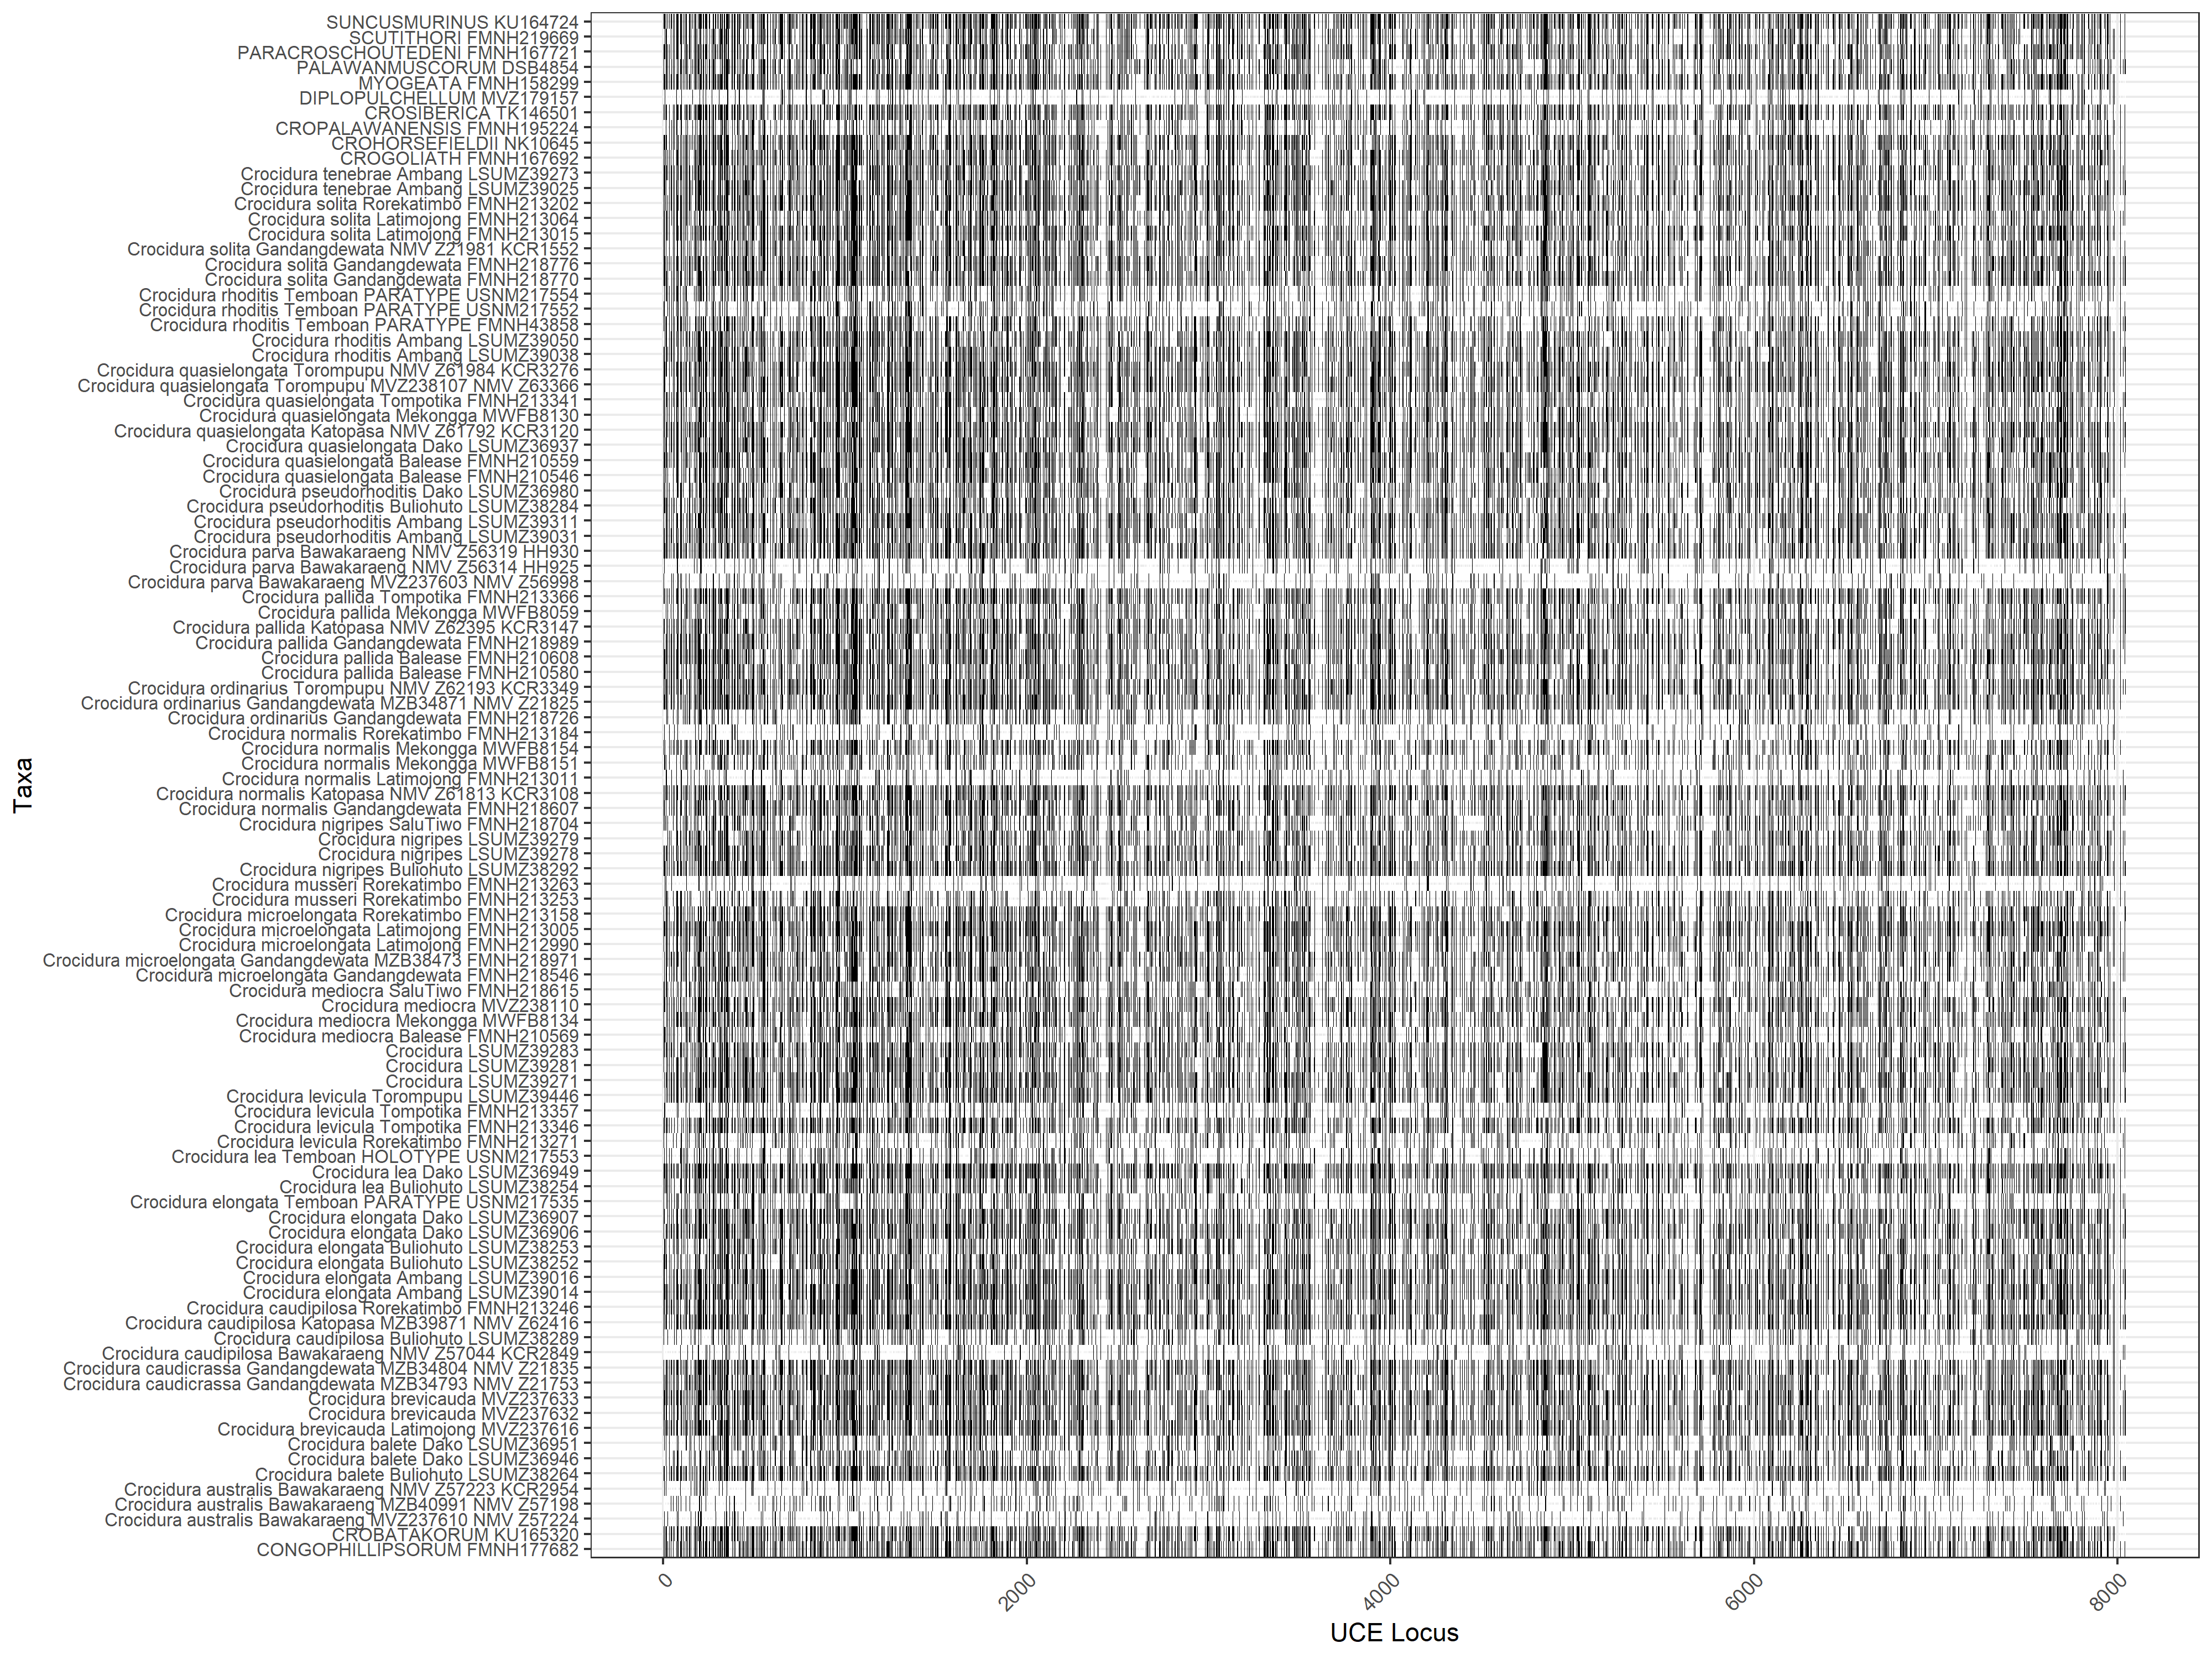 SUNCUSMURINUS KU164724
SCUTITHORI FMNH219669
PARACROSCHOUTEDENI FMNH167721
PALAWANMUSCORUM DSB4854
MYOGEATA FMNH158299
DIPLOPULCHELLUM MVZ179157
CROSIBERICA TK146501
CROPALAWANENSIS FMNH195224
CROHORSEFIELDII NK10645
CROGOLIATH FMNH167692
Crocidura tenebrae Ambang LSUMZ39273
Crocidura tenebrae Ambang LSUMZ39025
Crocidura solita Rorekatimbo FMNH213202
Crocidura solita Latimojong FMNH213064
Crocidura solita Latimojong FMNH213015
Crocidura solita Gandangdewata NMV Z21981 KCR1552
Crocidura solita Gandangdewata FMNH218776
Crocidura solita Gandangdewata FMNH218770
Crocidura rhoditis Temboan PARATYPE USNM217554
Crocidura rhoditis Temboan PARATYPE USNM217552
Crocidura rhoditis Temboan PARATYPE FMNH43858
Crocidura rhoditis Ambang LSUMZ39050
Crocidura rhoditis Ambang LSUMZ39038
Crocidura quasielongata Torompupu NMV Z61984 KCR3276
Crocidura quasielongata Torompupu MVZ238107 NMV Z63366
Crocidura quasielongata Tompotika FMNH213341
Crocidura quasielongata Mekongga MWFB8130
Crocidura quasielongata Katopasa NMV Z61792 KCR3120
Crocidura quasielongata Dako LSUMZ36937
Crocidura quasielongata Balease FMNH210559
Crocidura quasielongata Balease FMNH210546
Crocidura pseudorhoditis Dako LSUMZ36980
Crocidura pseudorhoditis Buliohuto LSUMZ38284
Crocidura pseudorhoditis Ambang LSUMZ39311
Crocidura pseudorhoditis Ambang LSUMZ39031
Crocidura parva Bawakaraeng NMV Z56319 HH930
Crocidura parva Bawakaraeng NMV Z56314 HH925
Crocidura parva Bawakaraeng MVZ237603 NMV Z56998
Crocidura pallida Tompotika FMNH213366
Crocidura pallida Mekongga MWFB8059
Crocidura pallida Katopasa NMV Z62395 KCR3147
Crocidura pallida Gandangdewata FMNH218989
Crocidura pallida Balease FMNH210608
Crocidura pallida Balease FMNH210580
Crocidura ordinarius Torompupu NMV Z62193 KCR3349
Crocidura ordinarius Gandangdewata MZB34871 NMV Z21825
Crocidura ordinarius Gandangdewata FMNH218726
Crocidura normalis Rorekatimbo FMNH213184
Crocidura normalis Mekongga MWFB8154
Crocidura normalis Mekongga MWFB8151
Crocidura normalis Latimojong FMNH213011
Crocidura normalis Katopasa NMV Z61813 KCR3108
Crocidura normalis Gandangdewata FMNH218607
Crocidura nigripes SaluTiwo FMNH218704
Crocidura nigripes LSUMZ39279
Crocidura nigripes LSUMZ39278
Crocidura nigripes Buliohuto LSUMZ38292
Crocidura musseri Rorekatimbo FMNH213263
Crocidura musseri Rorekatimbo FMNH213253
Crocidura microelongata Rorekatimbo FMNH213158
Crocidura microelongata Latimojong FMNH213005
Crocidura microelongata Latimojong FMNH212990
Crocidura microelongata Gandangdewata MZB38473 FMNH218971
Crocidura microelongata Gandangdewata FMNH218546
Crocidura mediocra SaluTiwo FMNH218615
Crocidura mediocra MVZ238110
Crocidura mediocra Mekongga MWFB8134
Crocidura mediocra Balease FMNH210569
Crocidura LSUMZ39283
Crocidura LSUMZ39281
Crocidura LSUMZ39271
Crocidura levicula Torompupu LSUMZ39446
Crocidura levicula Tompotika FMNH213357
Crocidura levicula Tompotika FMNH213346
Crocidura levicula Rorekatimbo FMNH213271
Crocidura lea Temboan HOLOTYPE USNM217553
Crocidura lea Dako LSUMZ36949
Crocidura lea Buliohuto LSUMZ38254
Crocidura elongata Temboan PARATYPE USNM217535
Crocidura elongata Dako LSUMZ36907
Crocidura elongata Dako LSUMZ36906
Crocidura elongata Buliohuto LSUMZ38253
Crocidura elongata Buliohuto LSUMZ38252
Crocidura elongata Ambang LSUMZ39016
Crocidura elongata Ambang LSUMZ39014
Crocidura caudipilosa Rorekatimbo FMNH213246
Crocidura caudipilosa Katopasa MZB39871 NMV Z62416
Crocidura caudipilosa Buliohuto LSUMZ38289
Crocidura caudipilosa Bawakaraeng NMV Z57044 KCR2849
Crocidura caudicrassa Gandangdewata MZB34804 NMV Z21835
Crocidura caudicrassa Gandangdewata MZB34793 NMV Z21753
Crocidura brevicauda MVZ237633
Crocidura brevicauda MVZ237632
Crocidura brevicauda Latimojong MVZ237616
Crocidura balete Dako LSUMZ36951
Crocidura balete Dako LSUMZ36946
Crocidura balete Buliohuto LSUMZ38264
Crocidura australis Bawakaraeng NMV Z57223 KCR2954
Crocidura australis Bawakaraeng MZB40991 NMV Z57198
Crocidura australis Bawakaraeng MVZ237610 NMV Z57224
CROBATAKORUM KU165320
CONGOPHILLIPSORUM FMNH177682
Taxa
0
2000
4000
6000
8000
UCE Locus